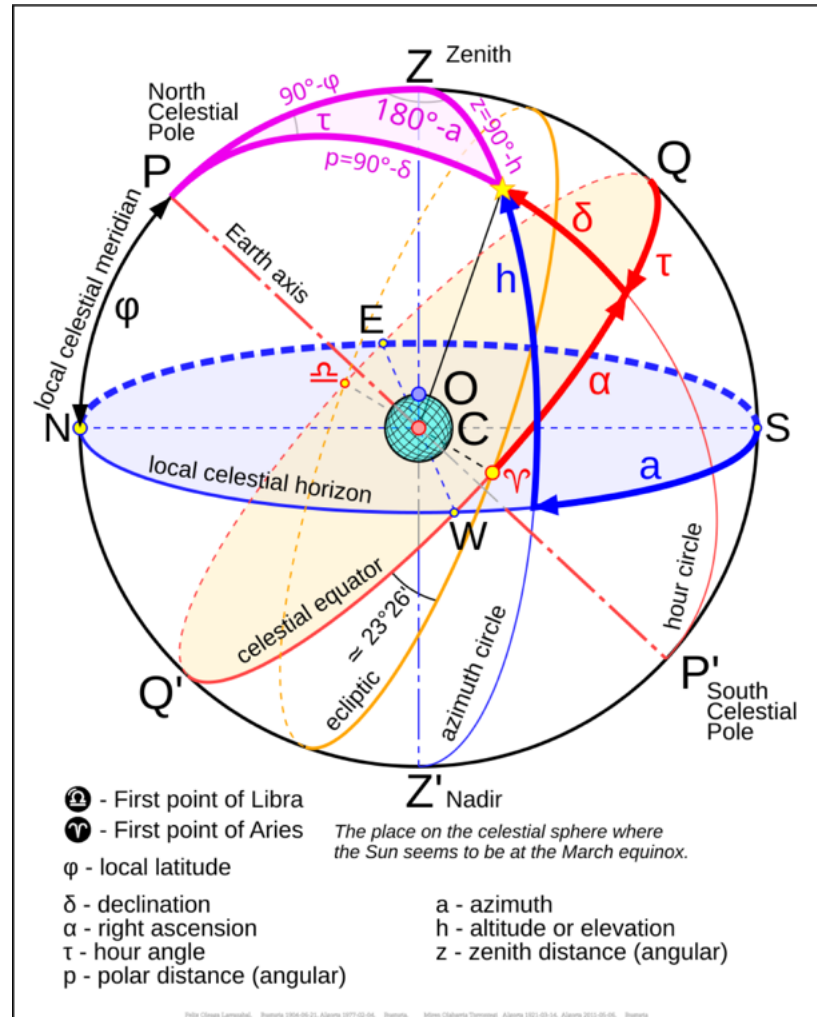 Z Zenith
90°-φ
z=90°-h
North
Celestial
Pole
τ
180°-a
p=90°-δ
P
Q
δ
τ
Earth axis
local celestial meridian
φ
h
E
♎
O
α
N
C
S
♈
a
local celestial horizon
W
celestial equator
≃ 23°26'
hour circle
Q'
ecliptic
azimuth circle
P'
South
Celestial
Pole
Z' Nadir
♎ - First point of Libra
♈ - First point of Aries
The place on the celestial sphere where
the Sun seems to be at the March equinox.
φ - local latitude
δ - declination
α - right ascension
τ - hour angle
p - polar distance (angular)
a - azimuth
h - altitude or elevation
z - zenith distance (angular)